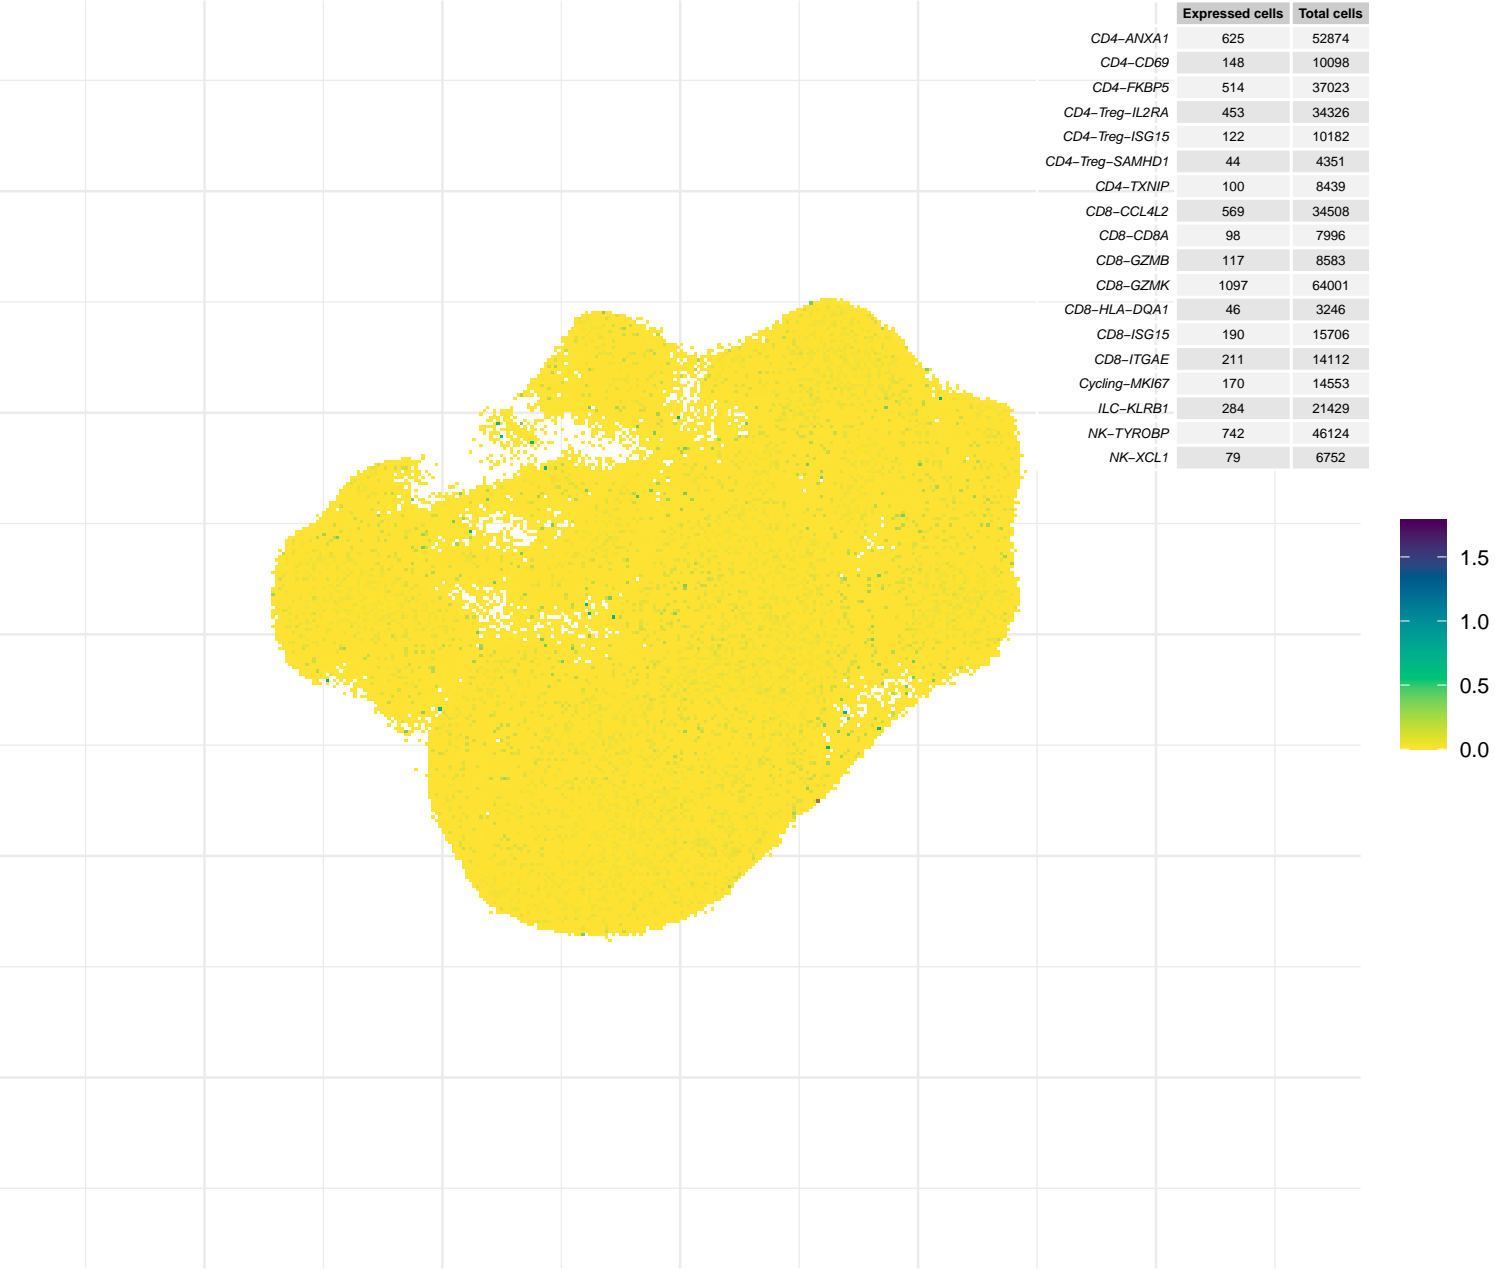 Expressed cells Total cells
CD4−ANXA1 625 52874
CD4−CD69 148 10098
CD4−FKBP5 514 37023
CD4−Treg−IL2RA 453 34326
CD4−Treg−ISG15 122 10182
CD4−Treg−SAMHD1 44 4351
CD4−TXNIP 100 8439
CD8−CCL4L2 569 34508
CD8−CD8A 98 7996
CD8−GZMB 117 8583
CD8−GZMK 1097 64001
CD8−HLA−DQA1 46 3246
CD8−ISG15 190 15706
CD8−ITGAE 211 14112
Cycling−MKI67 170 14553
ILC−KLRB1 284 21429
NK−TYROBP 742 46124
NK−XCL1 79 6752
1.5
1.0
0.5
0.0